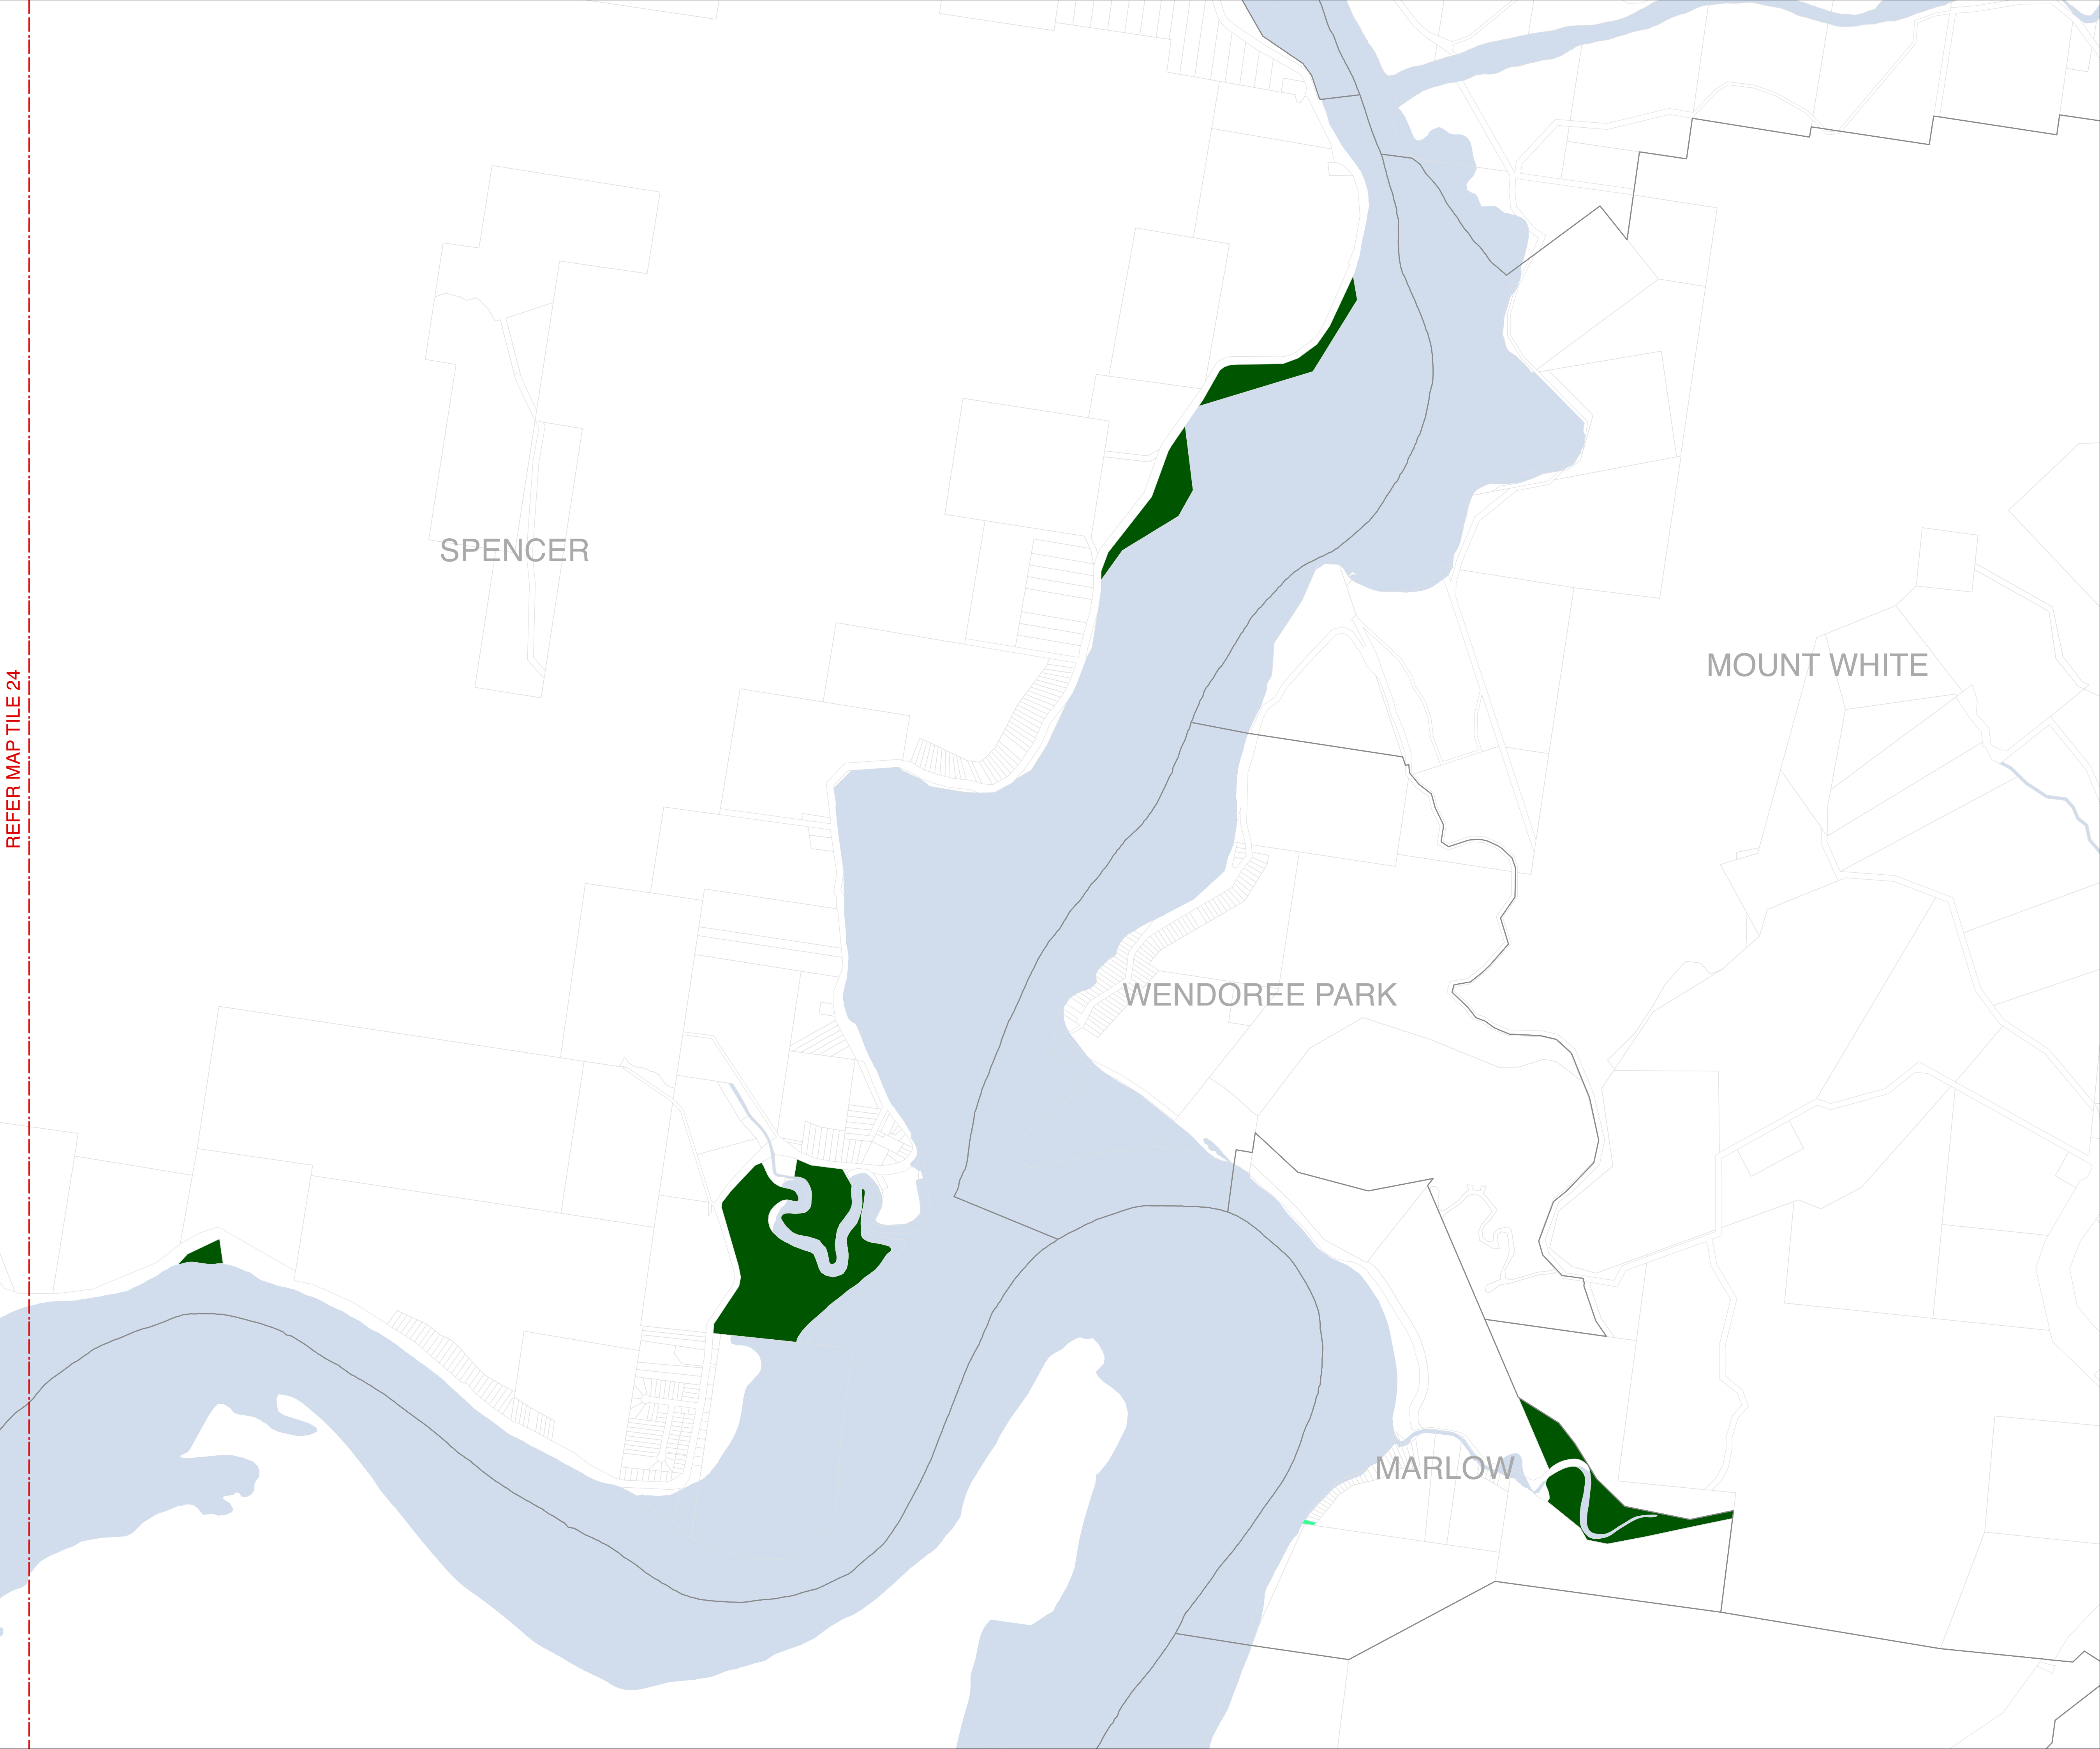 SPENCER
MOUNT WHITE
REFER MAP TILE 24
WENDOREE PARK
MARLOW